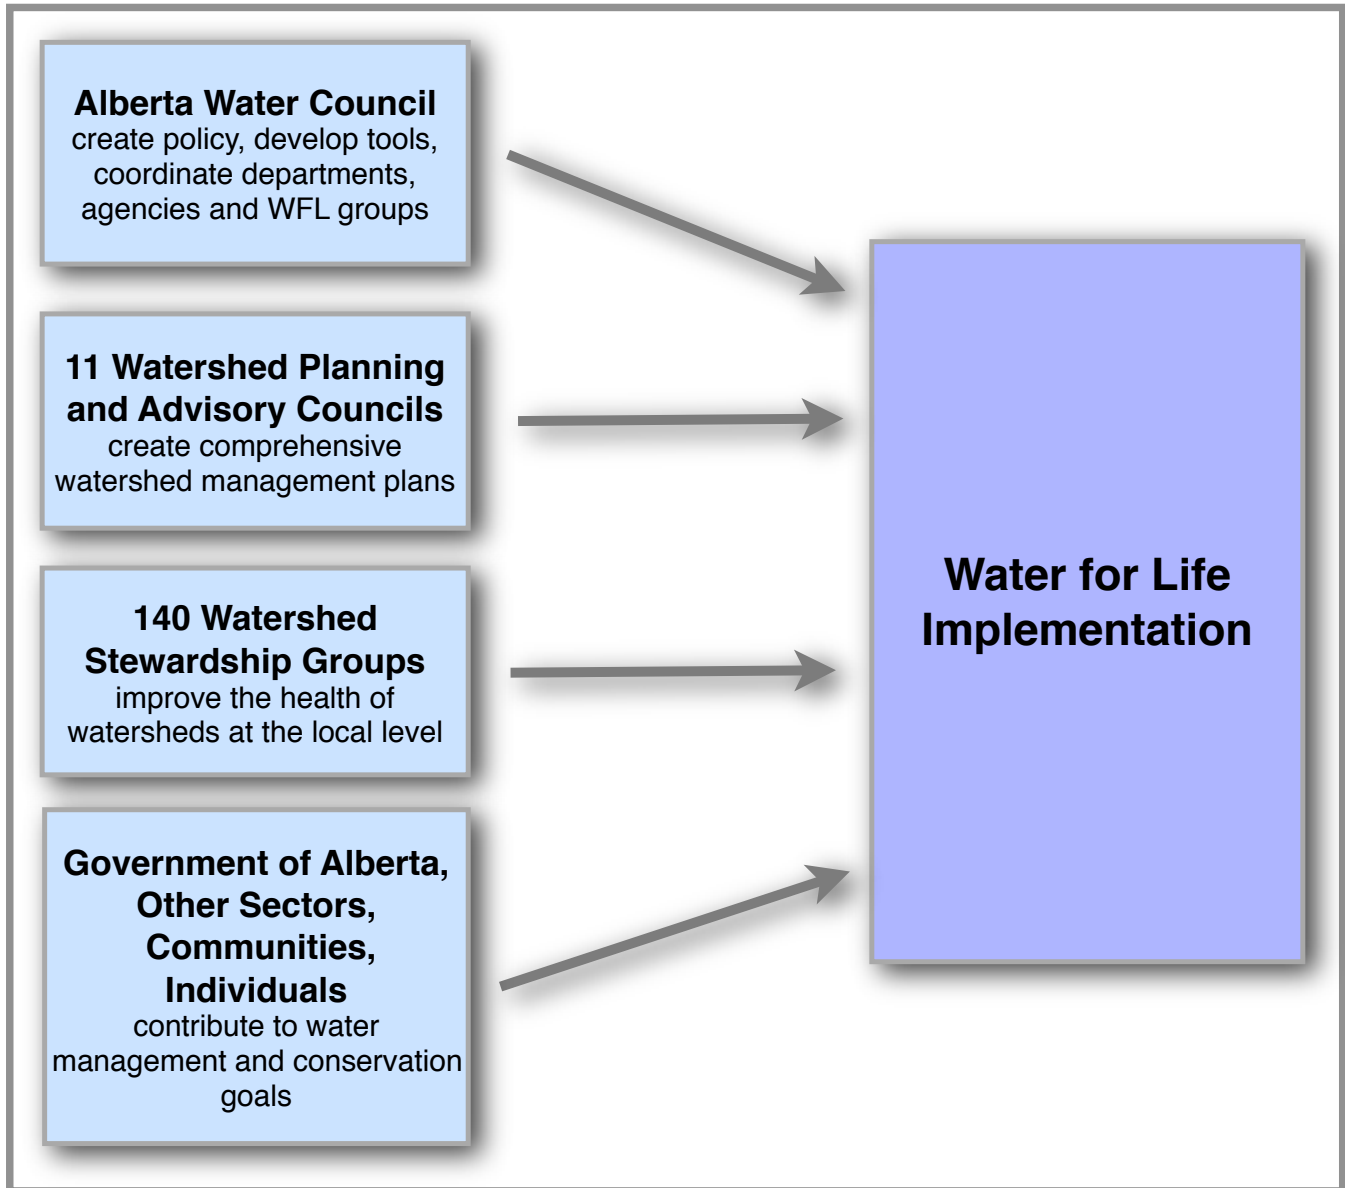 Alberta Water Council
create policy, develop tools,
coordinate departments,
agencies and WFL groups
11 Watershed Planning
and Advisory Councils
create comprehensive
watershed management plans
140 Watershed
Stewardship Groups
improve the health of
watersheds at the local level
Government of Alberta,
Other Sectors,
Communities,
Individuals
contribute to water
management and conservation
goals
Water for Life
Implementation